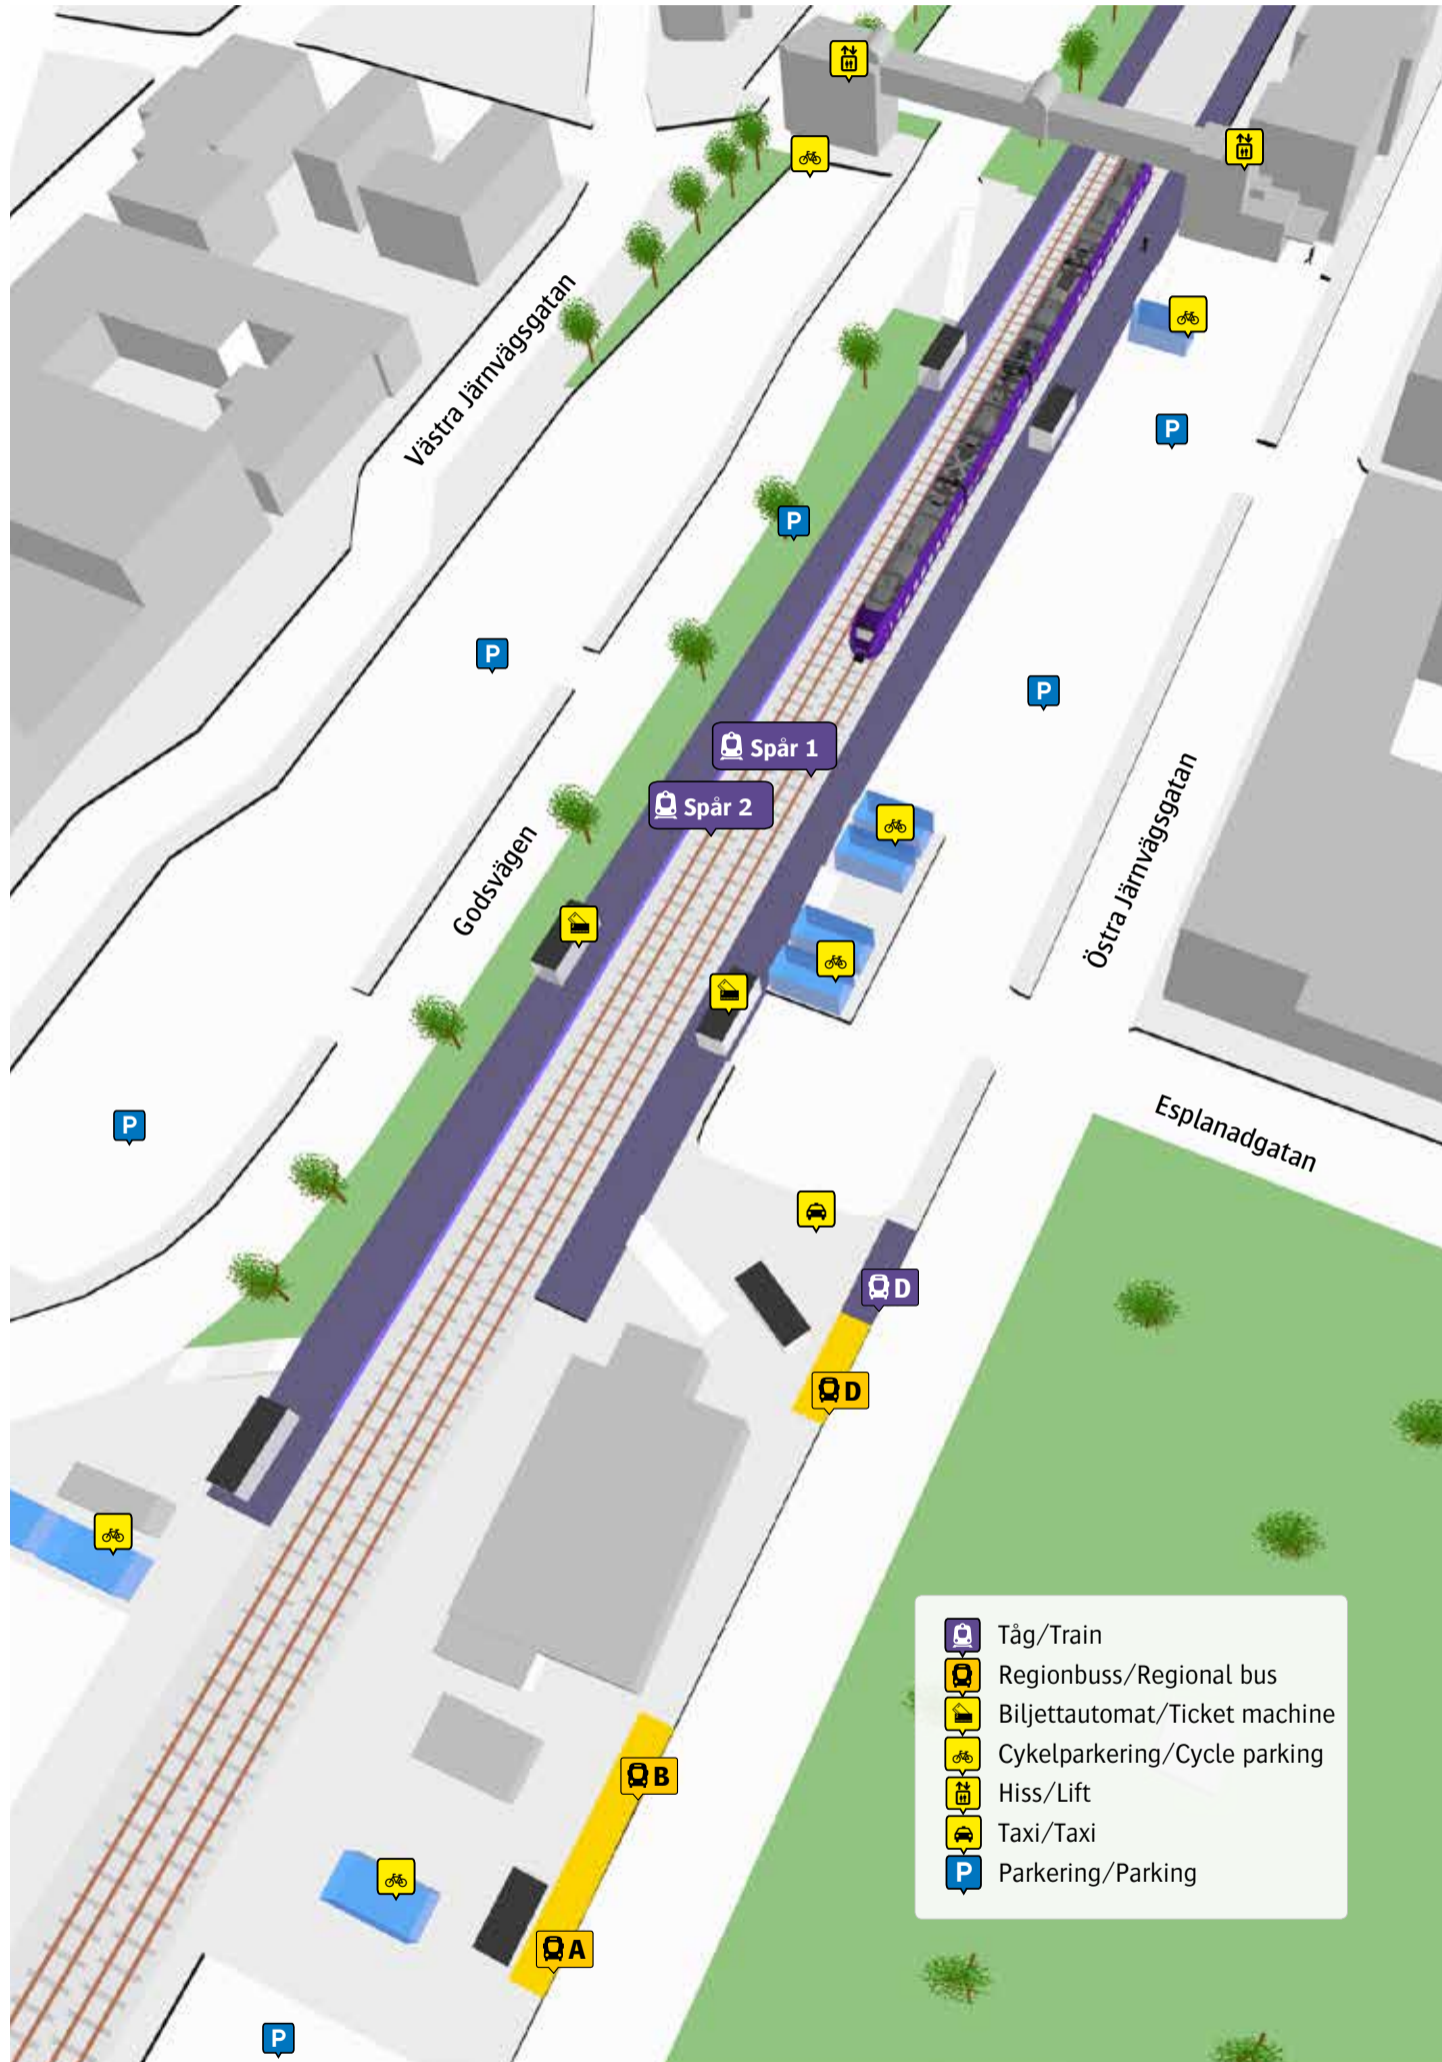 Västra Järnvägsgatan
P
P
P
P
Spår 1
Spår 2
Godsvägen
Östra Järnvägsgatan
P
Esplanadgatan
D
D
Tåg/Train
Regionbuss/Regional bus
Biljettautomat/Ticket machine
Cykelparkering/Cycle parking
Hiss/Lift
Taxi/Taxi
P Parkering/Parking
B
A
P